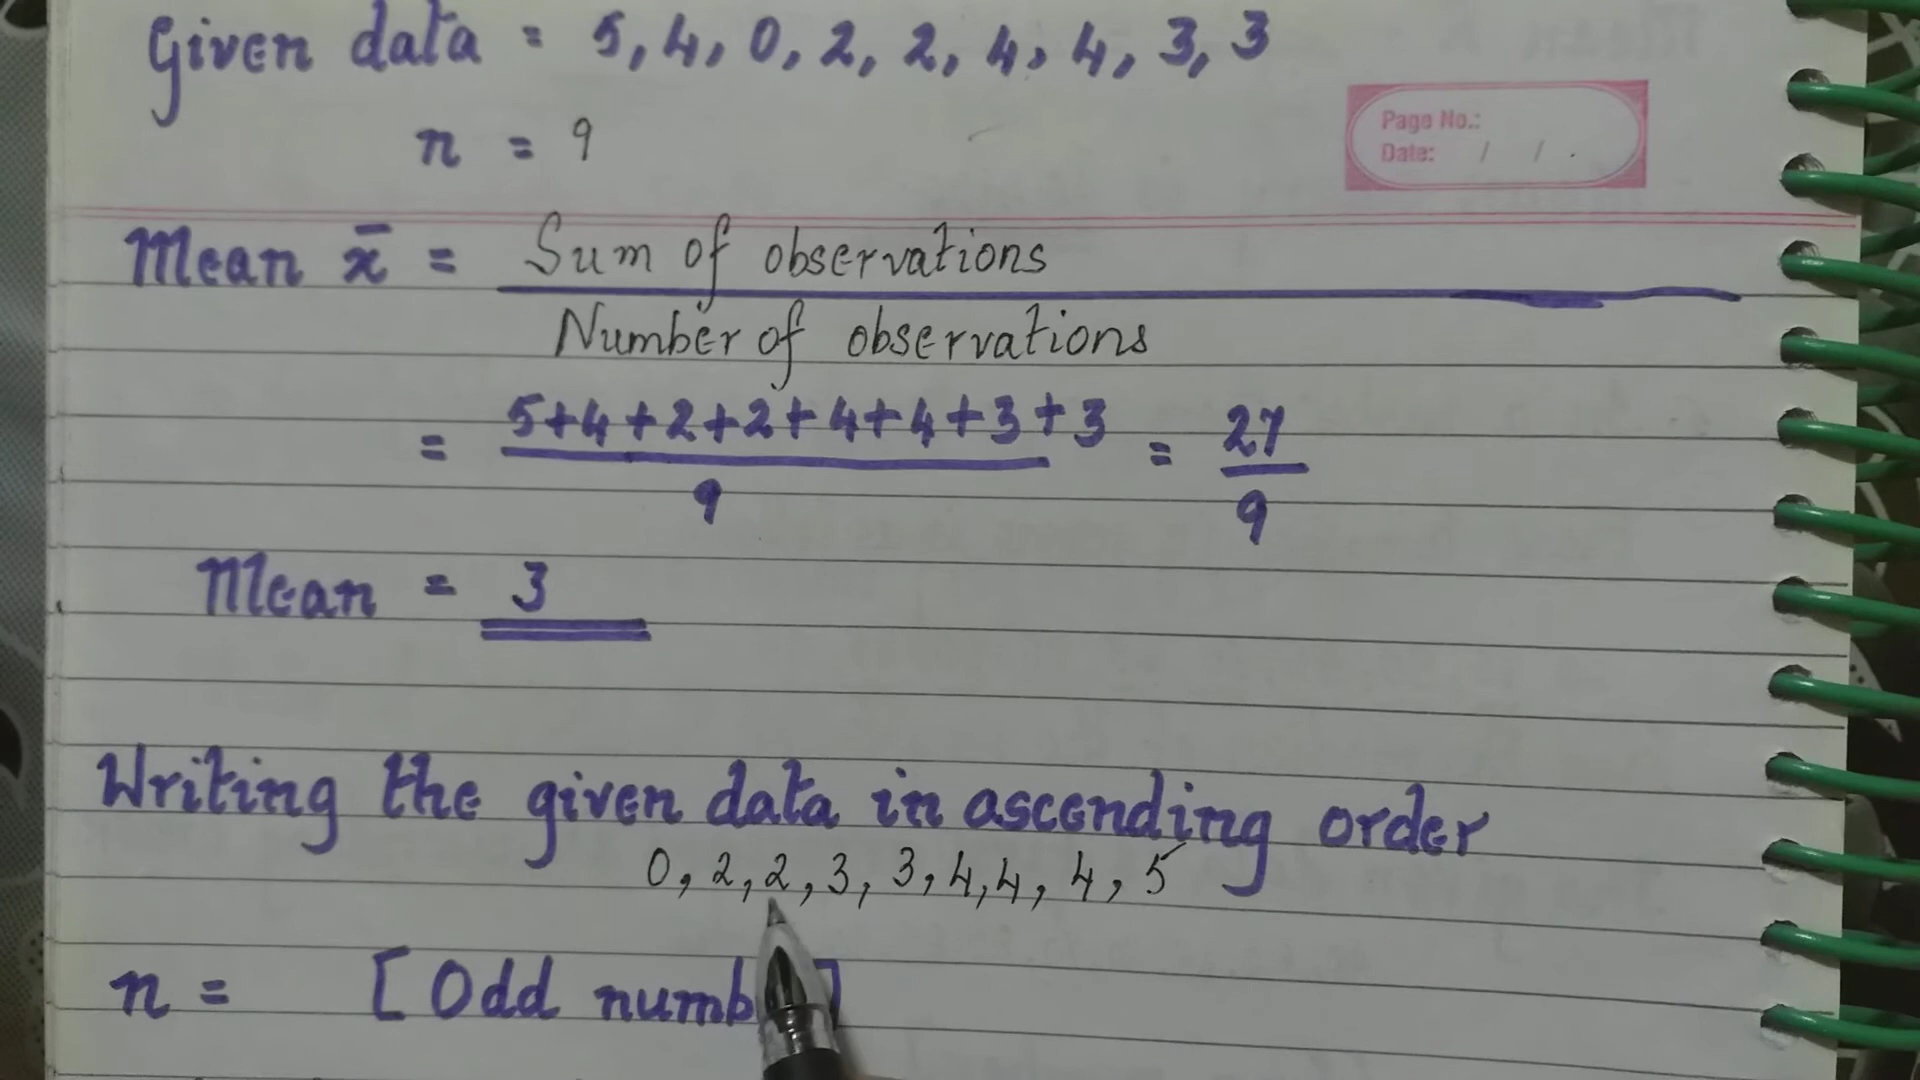 Given data = 5, 4, 0, 2, 2, 4, 4, 3, 3
n = 9
Page No.:
Date: / / .
Mean x̄ = Sum of observations
Number of observations
= 5+4+2+2+4+4+3+3 = 27
9 9
Mean = 3
Writing the given data in ascending order
0, 2, 2, 3, 3, 4, 4, 4, 5
n = [Odd numb ]